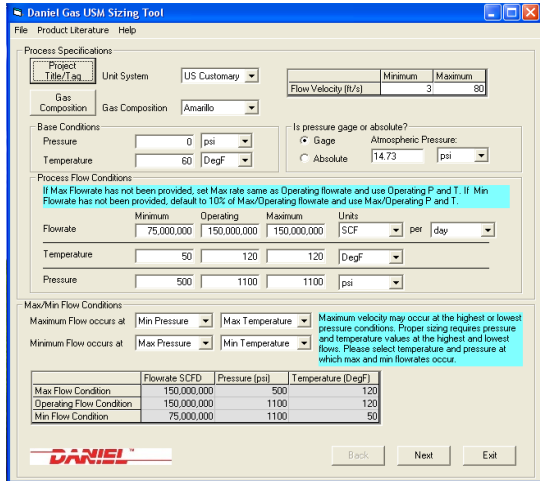 Daniel Gas USM Sizing Tool
File Product Literature Help
Process Specifications
Project Title/Tag
Unit System US Customary
Minimum Maximum
Flow Velocity (ft/s) 3 80
Gas Composition
Gas Composition Amarillo
Base Conditions
Pressure 0 psi
Temperature 60 DegF
Is pressure gage or absolute?
Gage
Absolute
Atmospheric Pressure:
14.73 psi
Process Flow Conditions
If Max Flowrate has not been provided, set Max rate same as Operating flowrate and use Operating P and T. If Min
Flowrate has not been provided, default to 10% of Max/Operating flowrate and use Max/Operating P and T.
Minimum Operating Maximum Units
Flowrate 75,000,000 150,000,000 150,000,000 SCF per day
Temperature 50 120 120 DegF
Pressure 500 1100 1100 psi
Max/Min Flow Conditions
Maximum Flow occurs at Min Pressure Max Temperature
Minimum Flow occurs at Max Pressure Min Temperature
Maximum velocity may occur at the highest or lowest
pressure conditions. Proper sizing requires pressure
and temperature values at the highest and lowest
flows. Please select temperature and pressure at
which max and min flowrates occur.
Flowrate SCFD Pressure (psi) Temperature (DegF)
Max Flow Condition 150,000,000 500 120
Operating Flow Condition 150,000,000 1100 120
Min Flow Condition 75,000,000 1100 50
DANIEL™
Back Next Exit